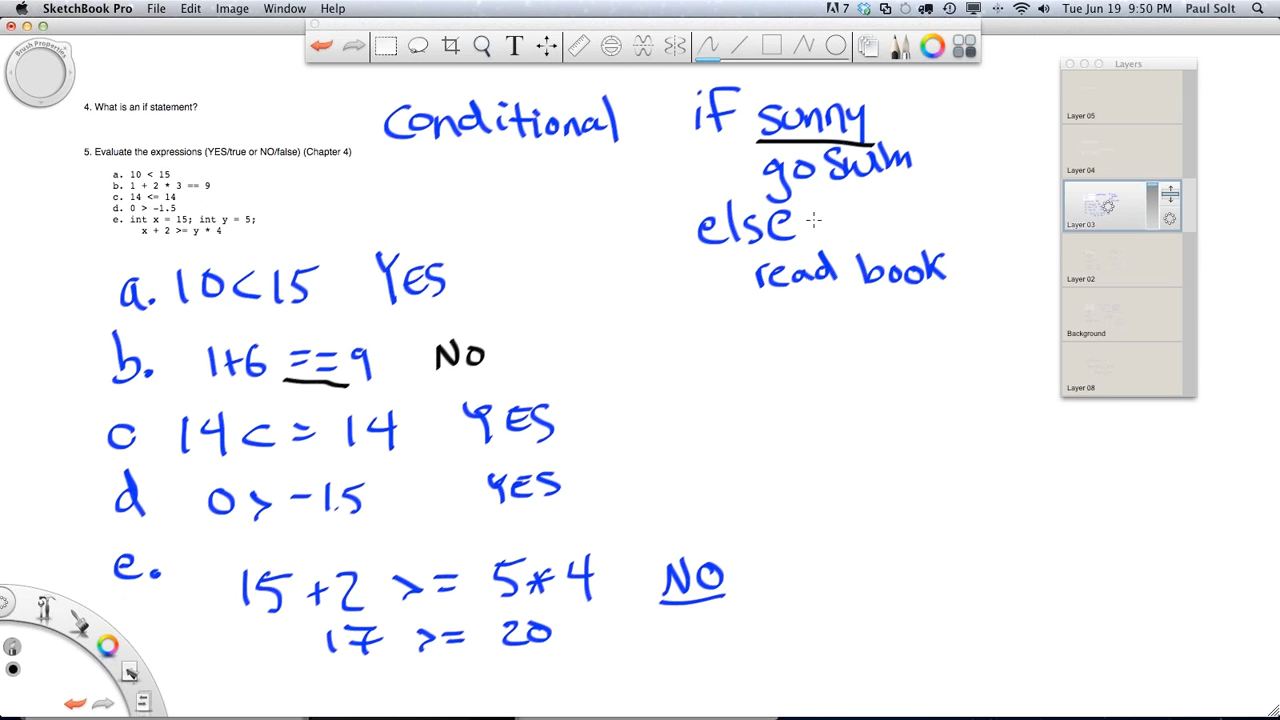 SketchBook Pro File Edit Image Window Help 7 Tue Jun 19 9:50 PM Paul Solt
Brush Properties
T
Layers
Layer 05
Layer 04
Layer 03
Layer 02
Background
Layer 08
4. What is an if statement?
5. Evaluate the expressions (YES/true or NO/false) (Chapter 4)
a. 10 < 15
b. 1 + 2 * 3 == 9
c. 14 <= 14
d. 0 > -1.5
e. int x = 15; int y = 5;
x + 2 >= y * 4
Conditional
if sunny
go swim
else
read book
a. 10<15 YES
b. 1+6 == 9 NO
c 14 <= 14 YES
d 0 > -1.5 YES
e. 15+2 >= 5*4 NO
17 >= 20